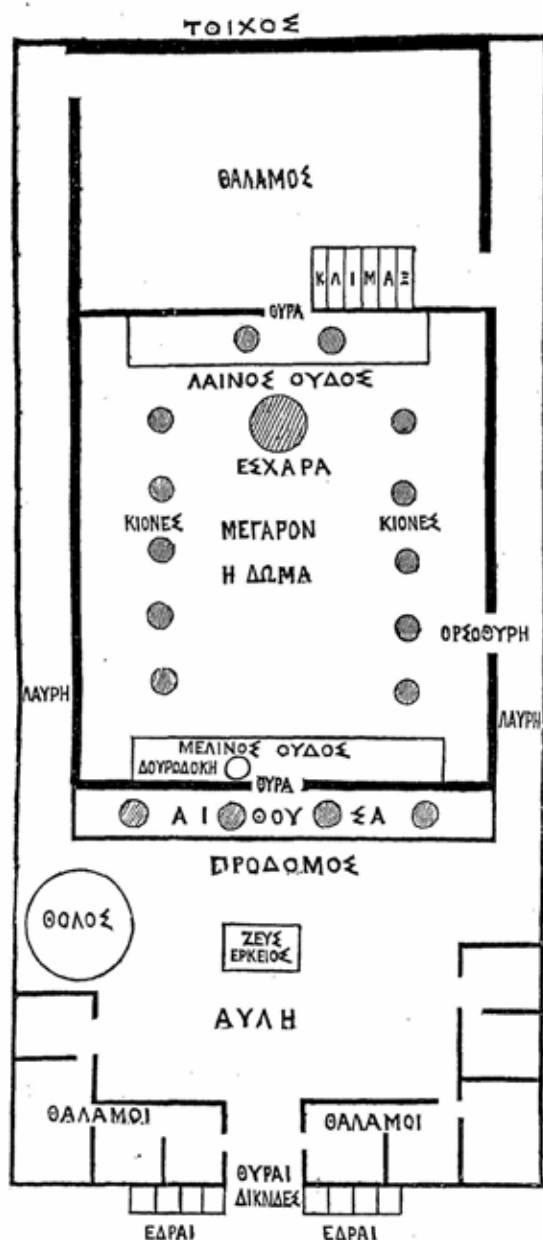 ΤΟΙΧΟΣ
ΘΑΛΑΜΟΣ
ΚΛΙΜΑΞ
ΘΥΡΑ
ΛΑΙΝΟΣ ΟΥΔΟΣ
ΕΣΧΑΡΑ
ΚΙΟΝΕΣ
ΜΕΓΑΡΟΝ
ΚΙΟΝΕΣ
Η ΔΩΜΑ
ΟΡΣΟΘΥΡΗ
ΛΑΥΡΗ
ΛΑΥΡΗ
ΜΕΛΙΝΟΣ ΟΥΔΟΣ
ΔΟΥΡΟΔΟΚΗ
ΘΥΡΑ
ΑΙΘΟΥΣΑ
ΠΡΟΔΟΜΟΣ
ΘΟΛΟΣ
ΖΕΥΣ
ΕΡΚΕΙΟΣ
ΑΥΛΗ
ΘΑΛΑΜΟΙ
ΘΑΛΑΜΟΙ
ΘΥΡΑΙ
ΔΙΚΝΔΕΣ
ΕΔΡΑΙ
ΕΔΡΑΙ